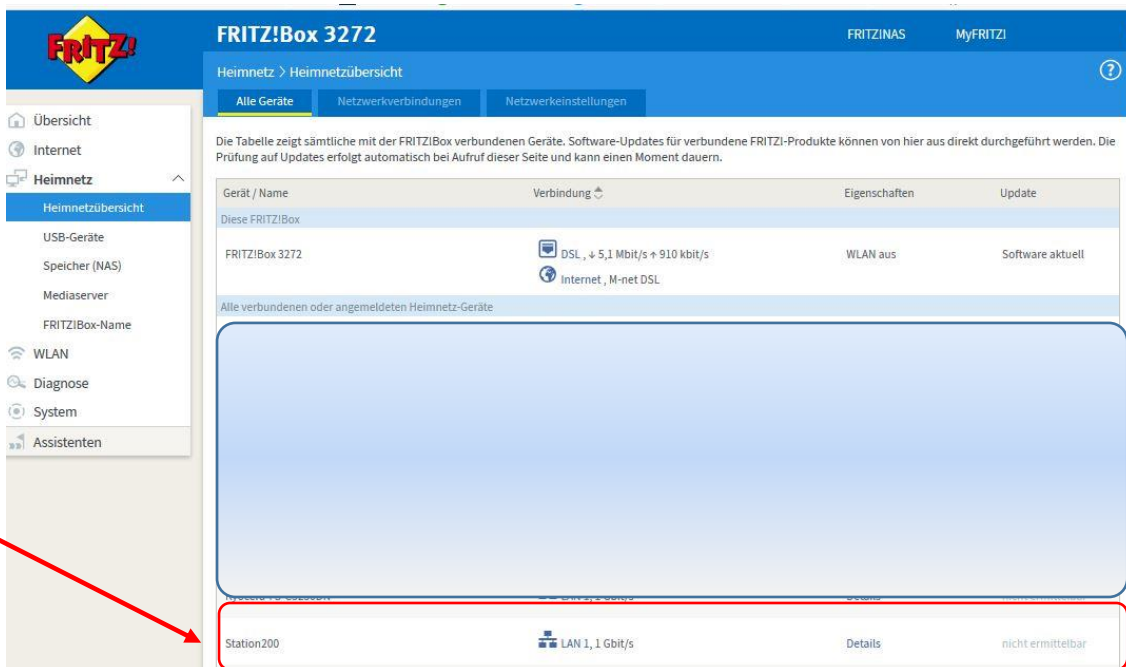 FRITZ!
FRITZ!Box 3272
FRITZ!NAS
MyFRITZ!
Heimnetz > Heimnetzübersicht
?
Alle Geräte
Netzwerkverbindungen
Netzwerkeinstellungen
Übersicht
Internet
Heimnetz
Heimnetzübersicht
USB-Geräte
Speicher (NAS)
Mediaserver
FRITZ!Box-Name
WLAN
Diagnose
System
Assistenten
Die Tabelle zeigt sämtliche mit der FRITZ!Box verbundenen Geräte. Software-Updates für verbundene FRITZ!-Produkte können von hier aus direkt durchgeführt werden. Die
Prüfung auf Updates erfolgt automatisch bei Aufruf dieser Seite und kann einen Moment dauern.
Gerät / Name Verbindung Eigenschaften Update
Diese FRITZ!Box
FRITZ!Box 3272 DSL , ↓ 5,1 Mbit/s ↑ 910 kbit/s WLAN aus Software aktuell
Internet , M-net DSL
Alle verbundenen oder angemeldeten Heimnetz-Geräte
Station200 LAN 1, 1 Gbit/s Details nicht ermittelbar